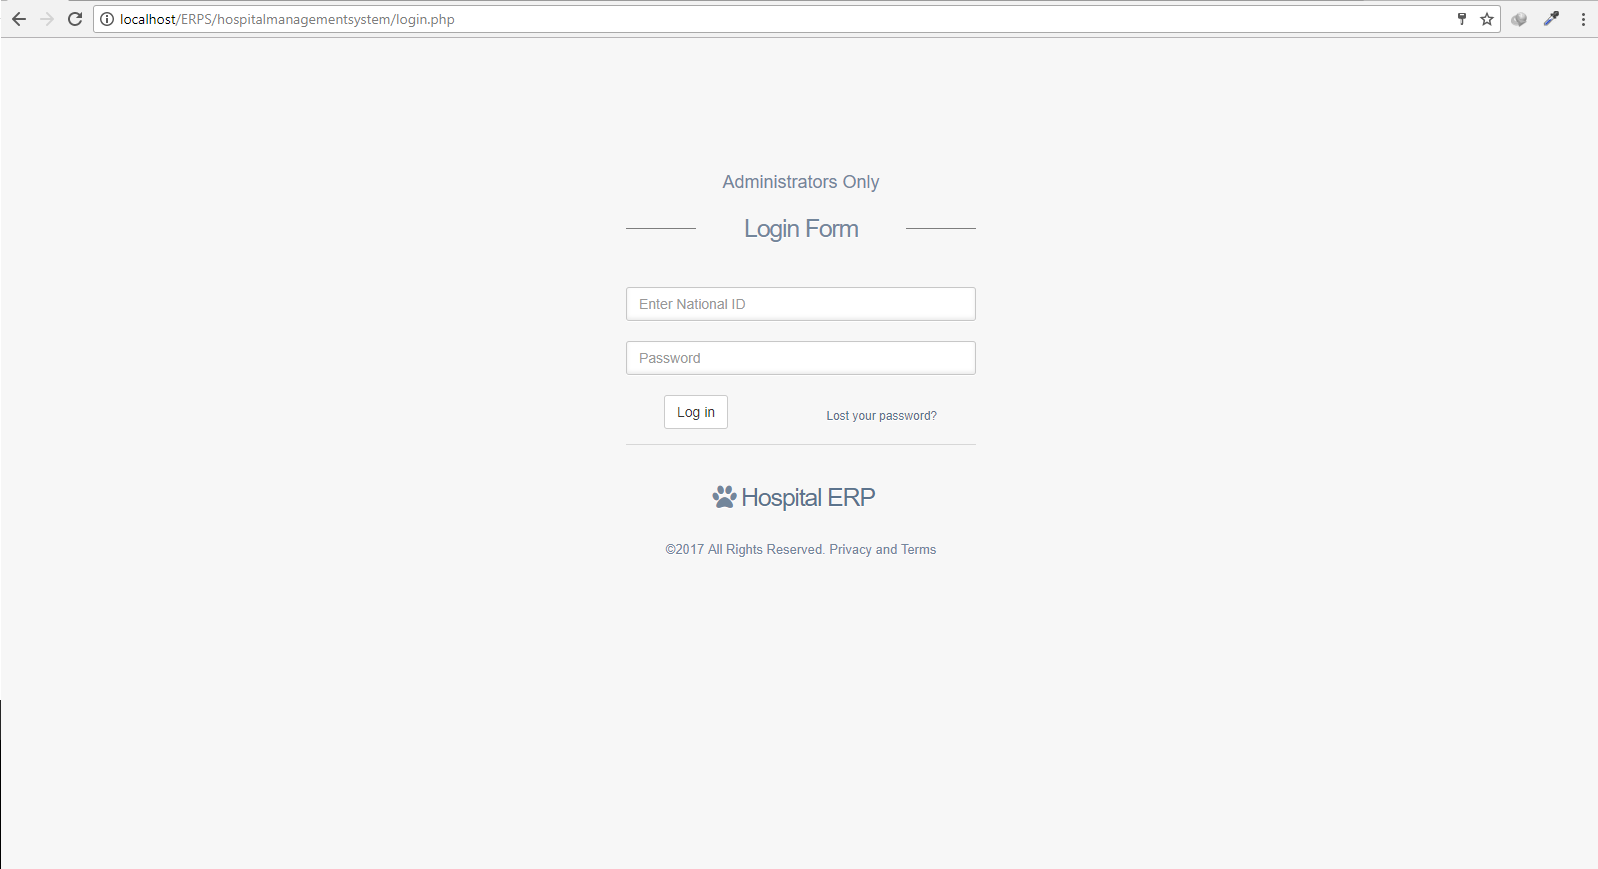 localhost/ERPS/hospitalmanagementsystem/login.php
Administrators Only
Login Form
Enter National ID
Password
Log in
Lost your password?
Hospital ERP
©2017 All Rights Reserved. Privacy and Terms